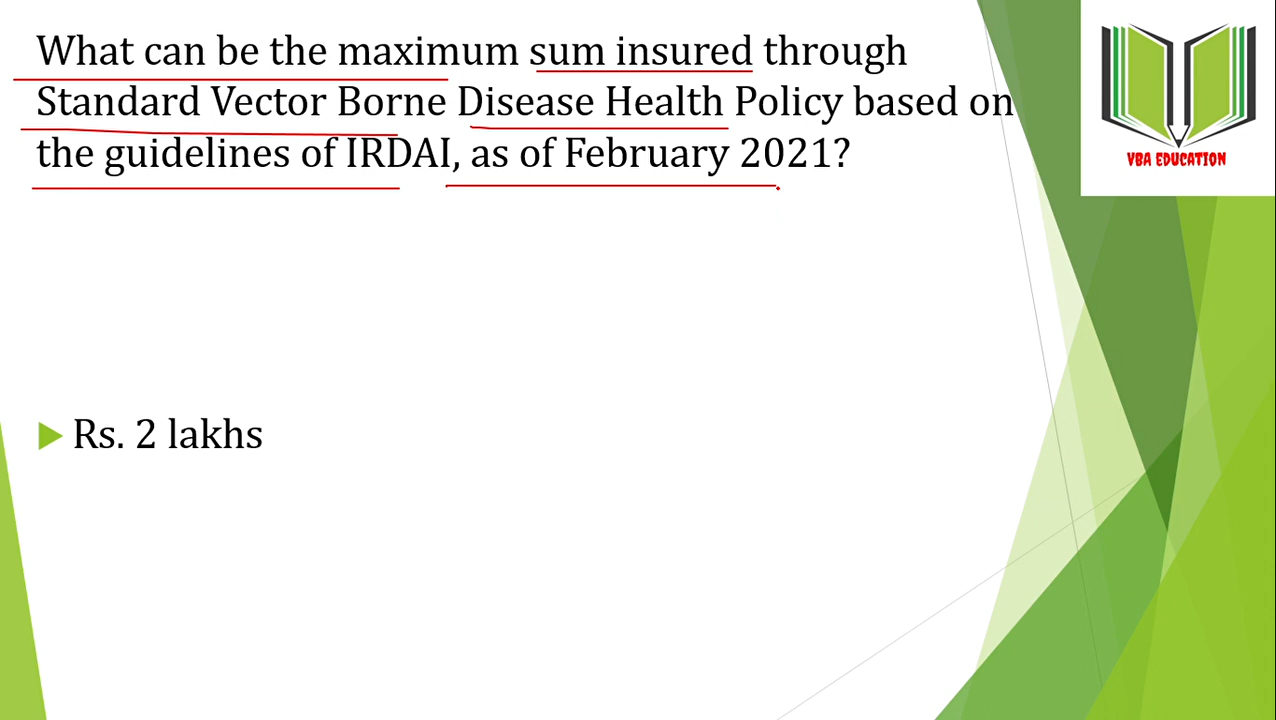 What can be the maximum sum insured through
Standard Vector Borne Disease Health Policy based on
the guidelines of IRDAI, as of February 2021?
VBA EDUCATION
Rs. 2 lakhs